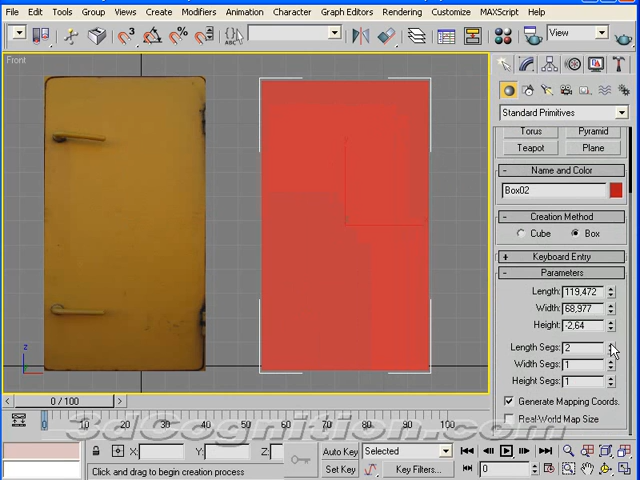 File Edit Tools Group Views Create Modifiers Animation Character Graph Editors Rendering Customize MAXScript Help
3 % {} ABC View
Front
Standard Primitives
Torus Pyramid
Teapot Plane
- Name and Color
Box02
- Creation Method
Cube Box
+ Keyboard Entry
- Parameters
Length: 119,472
Width: 68,977
Height: -2,64
Length Segs: 2
Width Segs: 1
Height Segs: 1
Generate Mapping Coords.
Real-World Map Size
z
x
< 0 / 100 >
0 10 20 30 40 50 60 70 80 90 100
3dCognition.com
X: Y: Z: Auto Key Selected
Click and drag to begin creation process Set Key Key Filters... 0